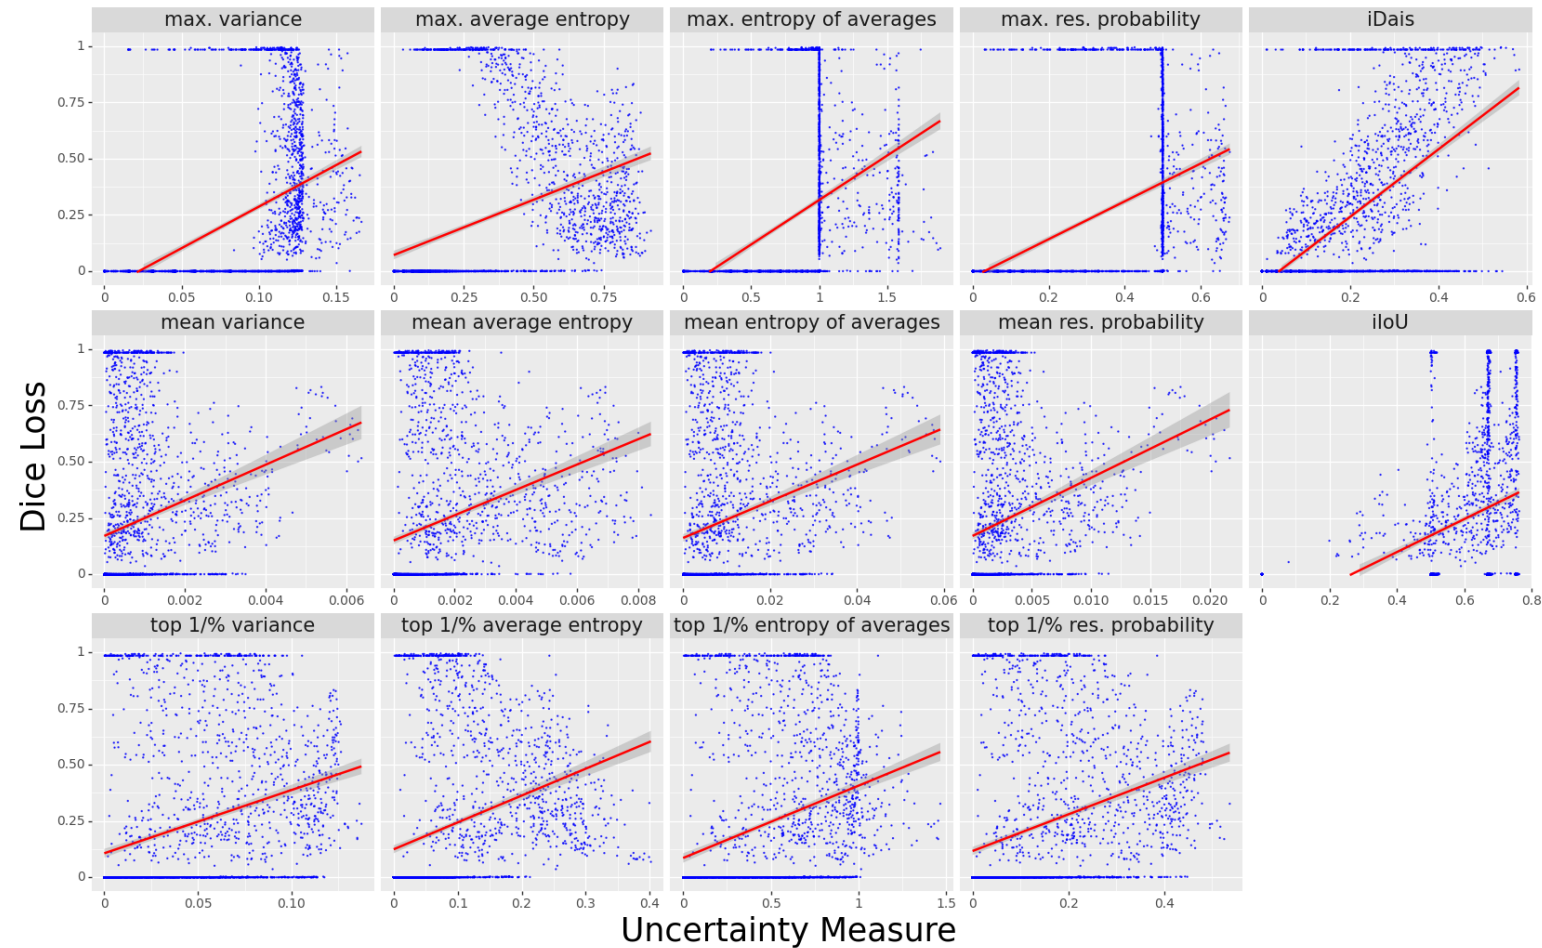 max. variance
max. average entropy
max. entropy of averages
max. res. probability
iDais
1
0.75
0.50
0.25
0
0 0.05 0.10 0.15
0 0.25 0.50 0.75
0 0.5 1 1.5
0 0.2 0.4 0.6
0 0.2 0.4 0.6
mean variance
mean average entropy
mean entropy of averages
mean res. probability
iIoU
1
0.75
0.50
0.25
0
0 0.002 0.004 0.006
0 0.002 0.004 0.006 0.008
0 0.02 0.04 0.06
0 0.005 0.010 0.015 0.020
0 0.2 0.4 0.6 0.8
Dice Loss
top 1/% variance
top 1/% average entropy
top 1/% entropy of averages
top 1/% res. probability
1
0.75
0.50
0.25
0
0 0.05 0.10
0 0.1 0.2 0.3 0.4
0 0.5 1 1.5
0 0.2 0.4
Uncertainty Measure